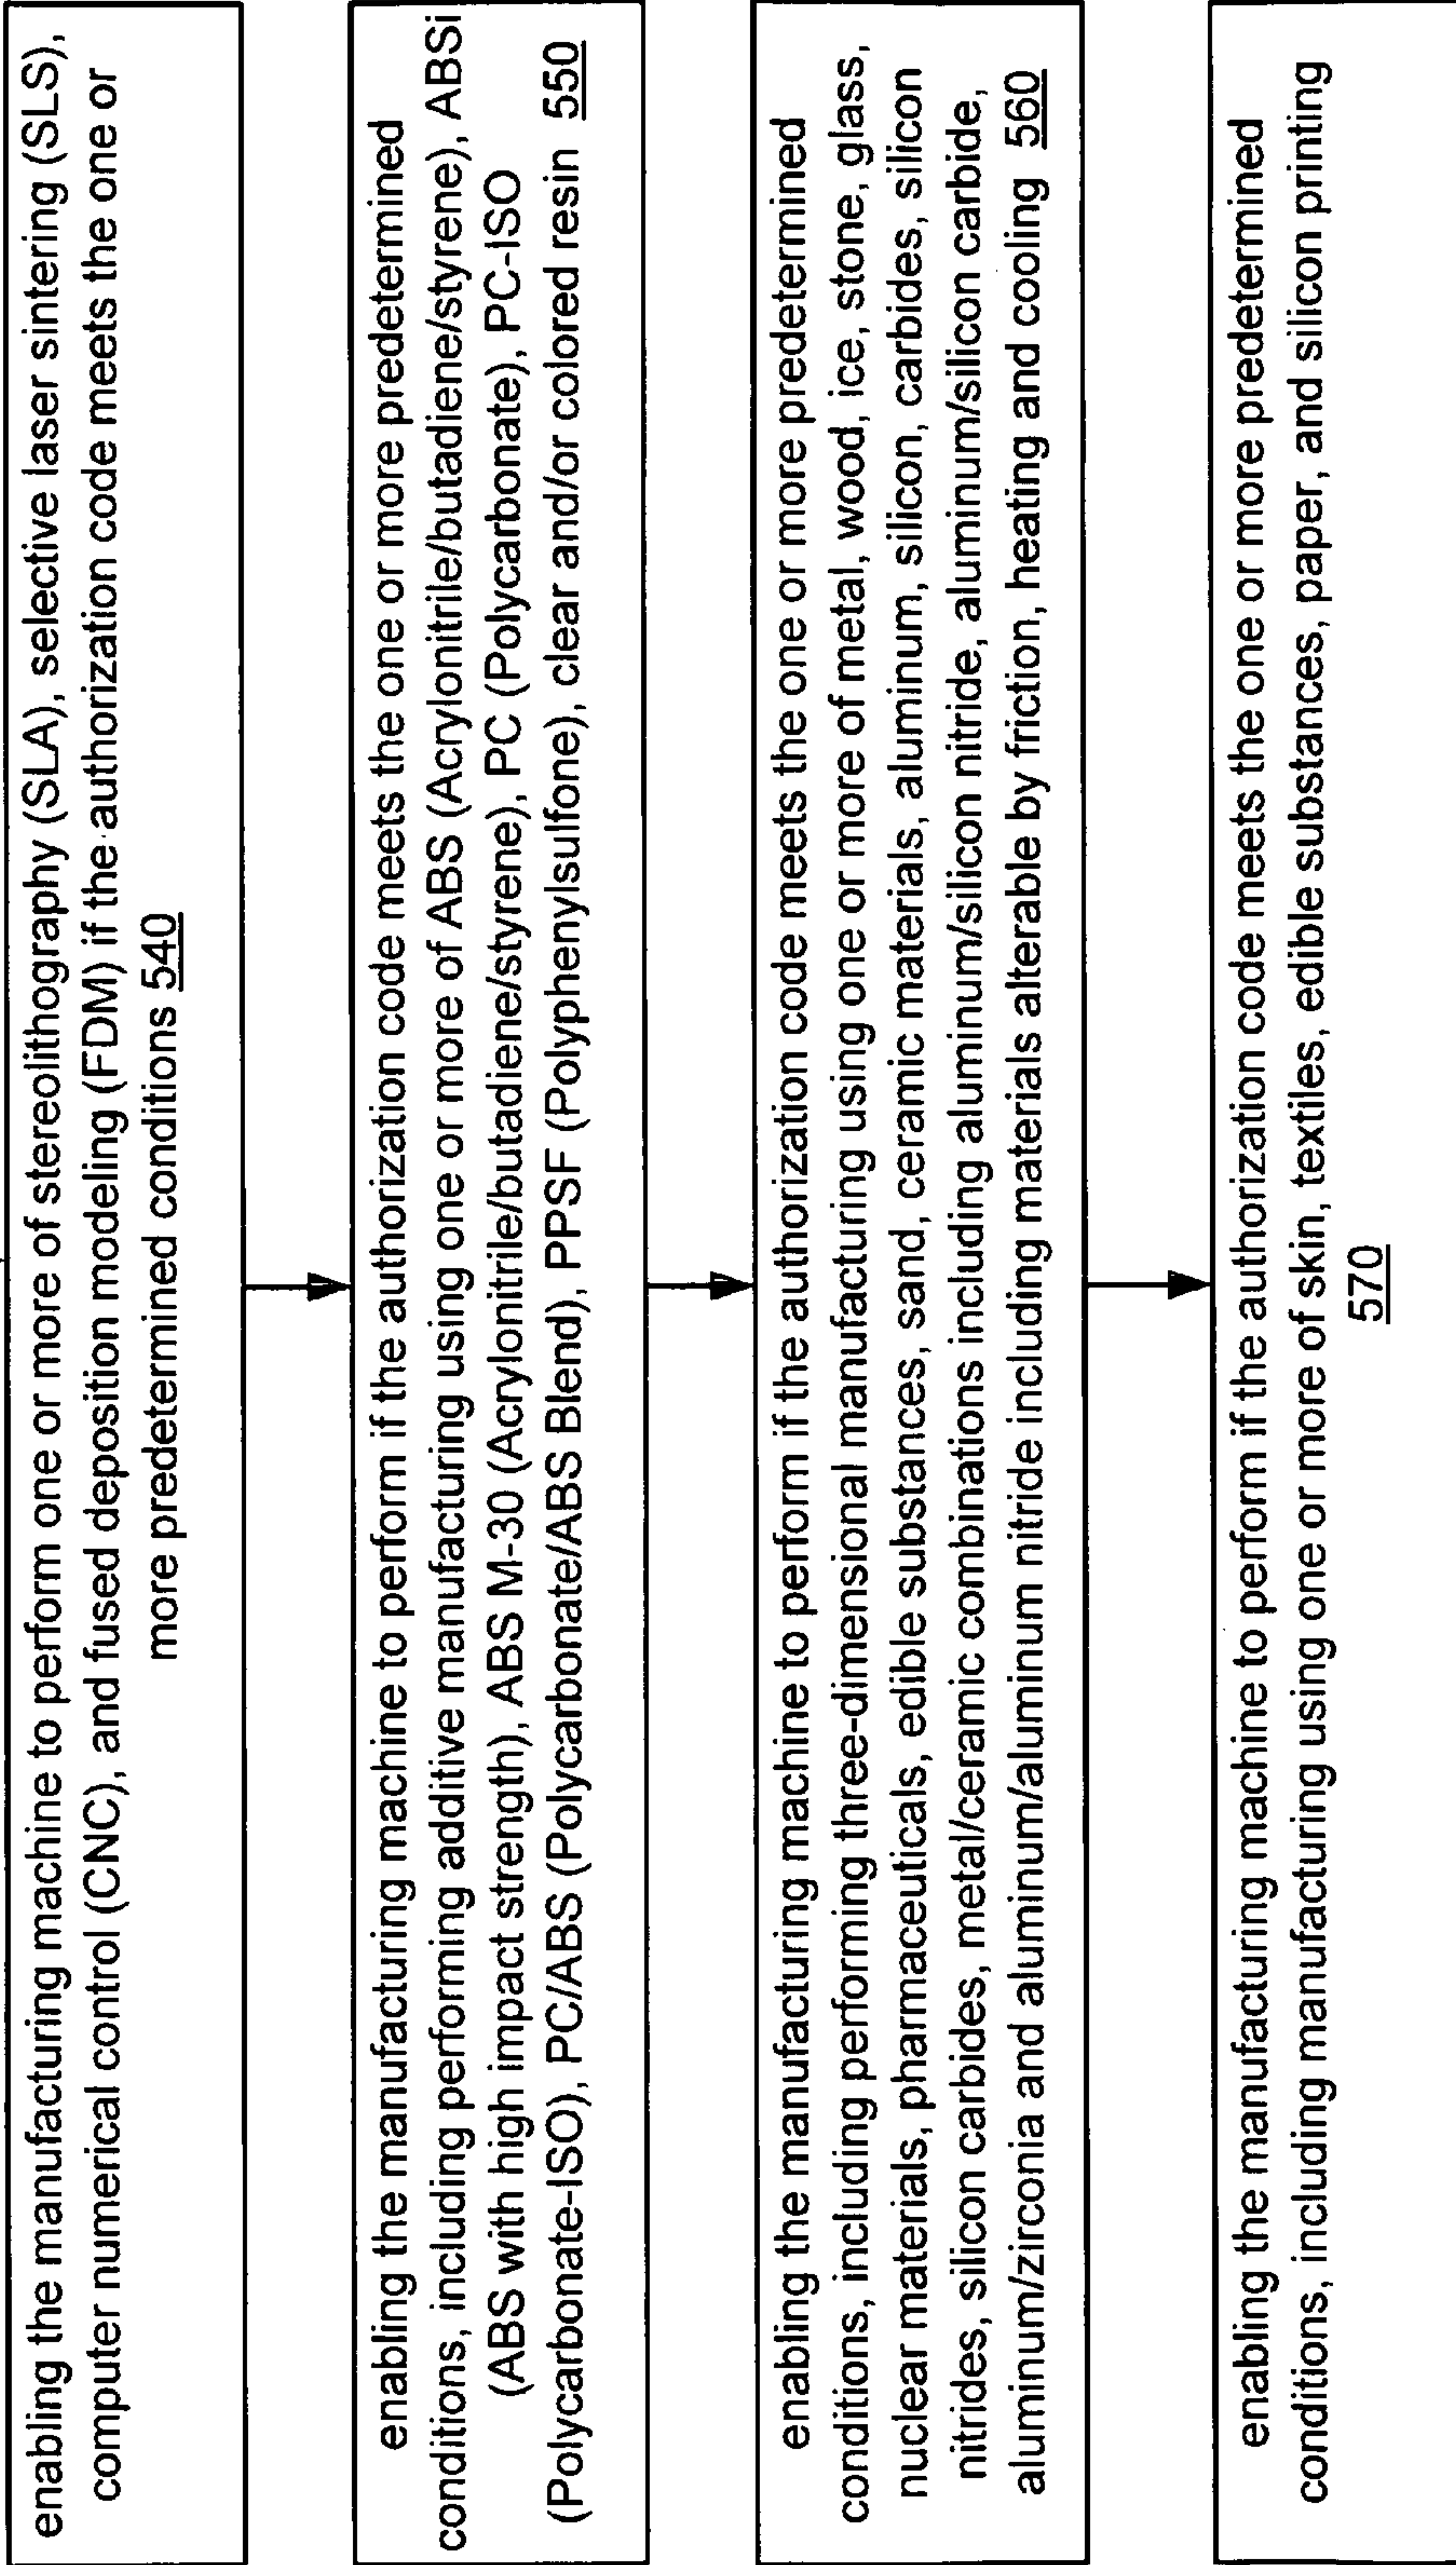 enabling the manufacturing machine to perform one or more of stereolithography (SLA), selective laser sintering (SLS),
computer numerical control (CNC), and fused deposition modeling (FDM) if the authorization code meets the one or
more predetermined conditions 540
enabling the manufacturing machine to perform if the authorization code meets the one or more predetermined
conditions, including performing additive manufacturing using one or more of ABS (Acrylonitrile/butadiene/styrene), ABSi
(ABS with high impact strength), ABS M-30 (Acrylonitrile/butadiene/styrene), PC (Polycarbonate), PC-ISO
(Polycarbonate-ISO), PC/ABS (Polycarbonate/ABS Blend), PPSF (Polyphenylsulfone), clear and/or colored resin 550
enabling the manufacturing machine to perform if the authorization code meets the one or more predetermined
conditions, including performing three-dimensional manufacturing using one or more of metal, wood, ice, stone, glass,
nuclear materials, pharmaceuticals, edible substances, sand, ceramic materials, aluminum, silicon, carbides, silicon
nitrides, silicon carbides, metal/ceramic combinations including aluminum/silicon nitride, aluminum/silicon carbide,
aluminum/zirconia and aluminum/aluminum nitride including materials alterable by friction, heating and cooling 560
enabling the manufacturing machine to perform if the authorization code meets the one or more predetermined
conditions, including manufacturing using one or more of skin, textiles, edible substances, paper, and silicon printing
570